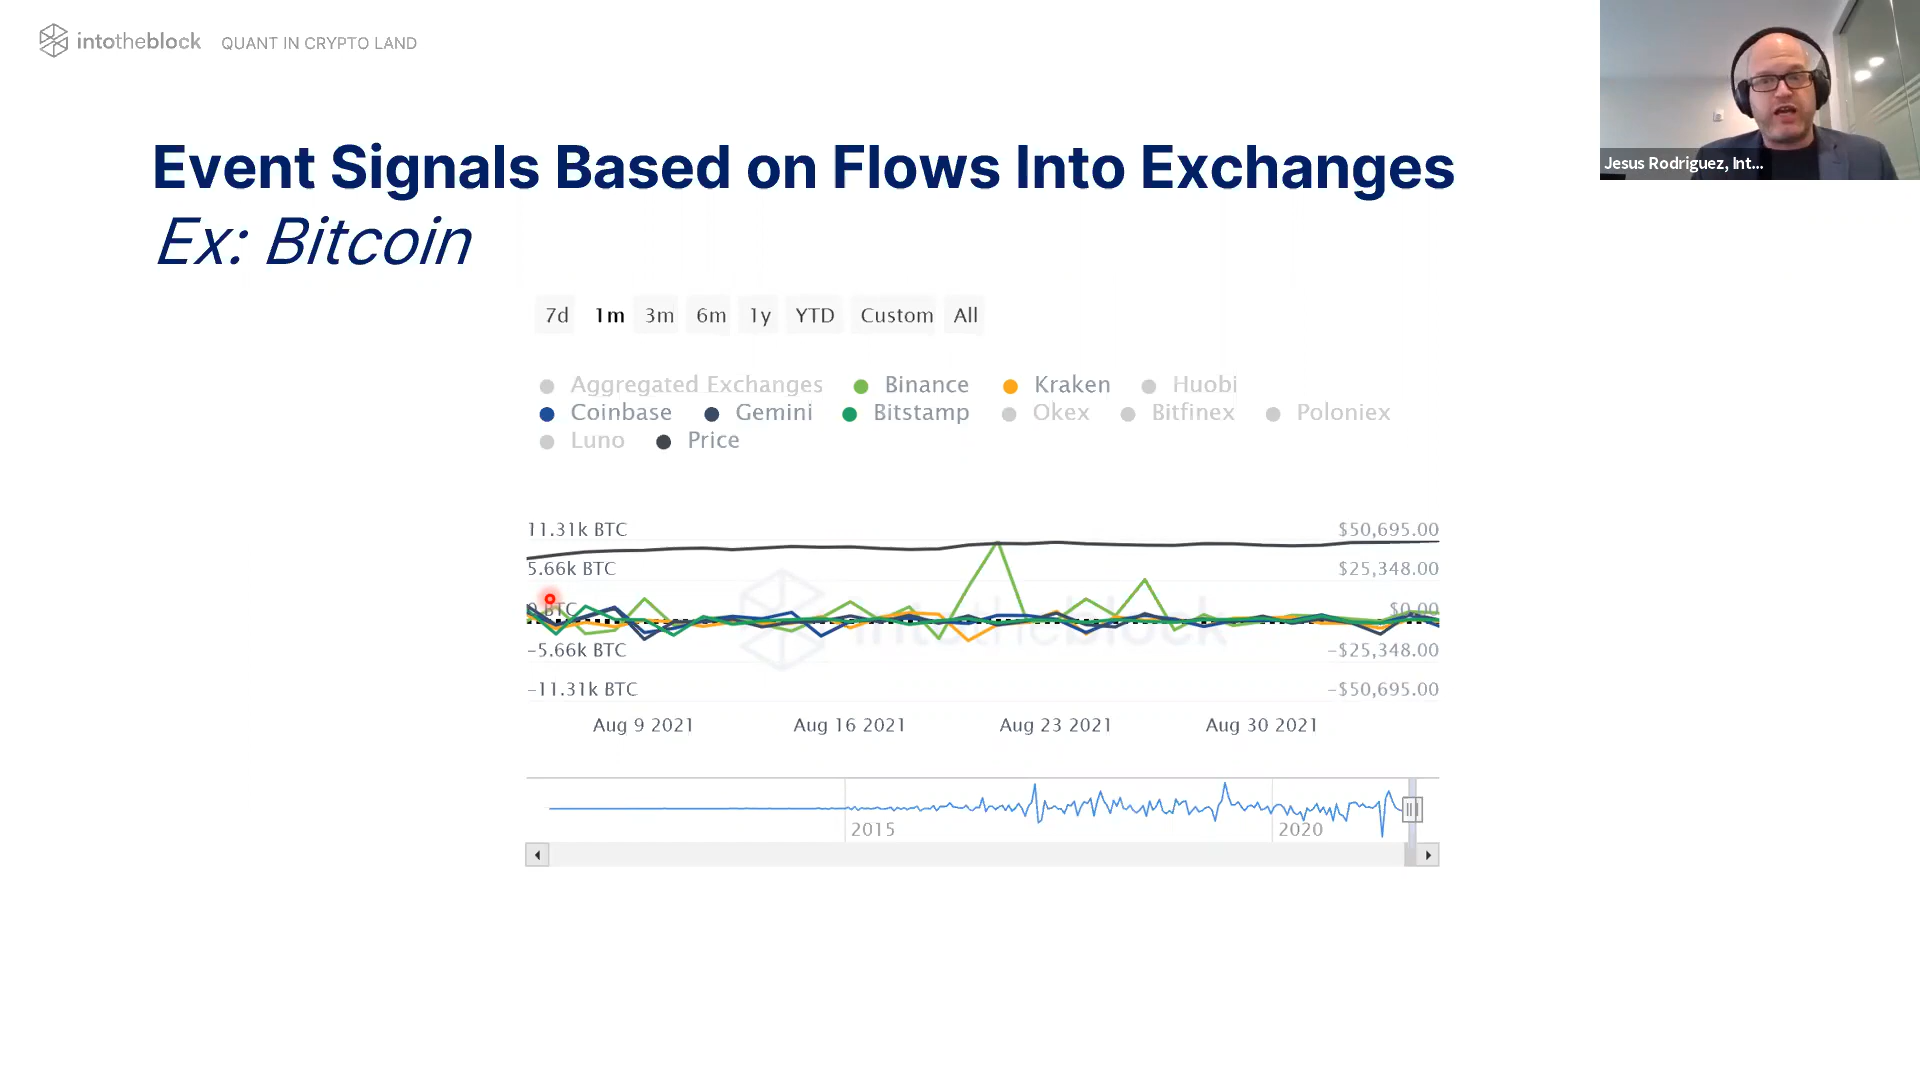 intotheblock QUANT IN CRYPTO LAND
Jesus Rodriguez, Int...
Event Signals Based on Flows Into Exchanges
Ex: Bitcoin
7d 1m 3m 6m 1y YTD Custom All
Aggregated Exchanges Binance Kraken Huobi
Coinbase Gemini Bitstamp Okex Bitfinex Poloniex
Luno Price
11.31k BTC $50,695.00
5.66k BTC $25,348.00
0 BTC $0.00
intotheblock
−5.66k BTC −$25,348.00
−11.31k BTC −$50,695.00
Aug 9 2021 Aug 16 2021 Aug 23 2021 Aug 30 2021
2015 2020